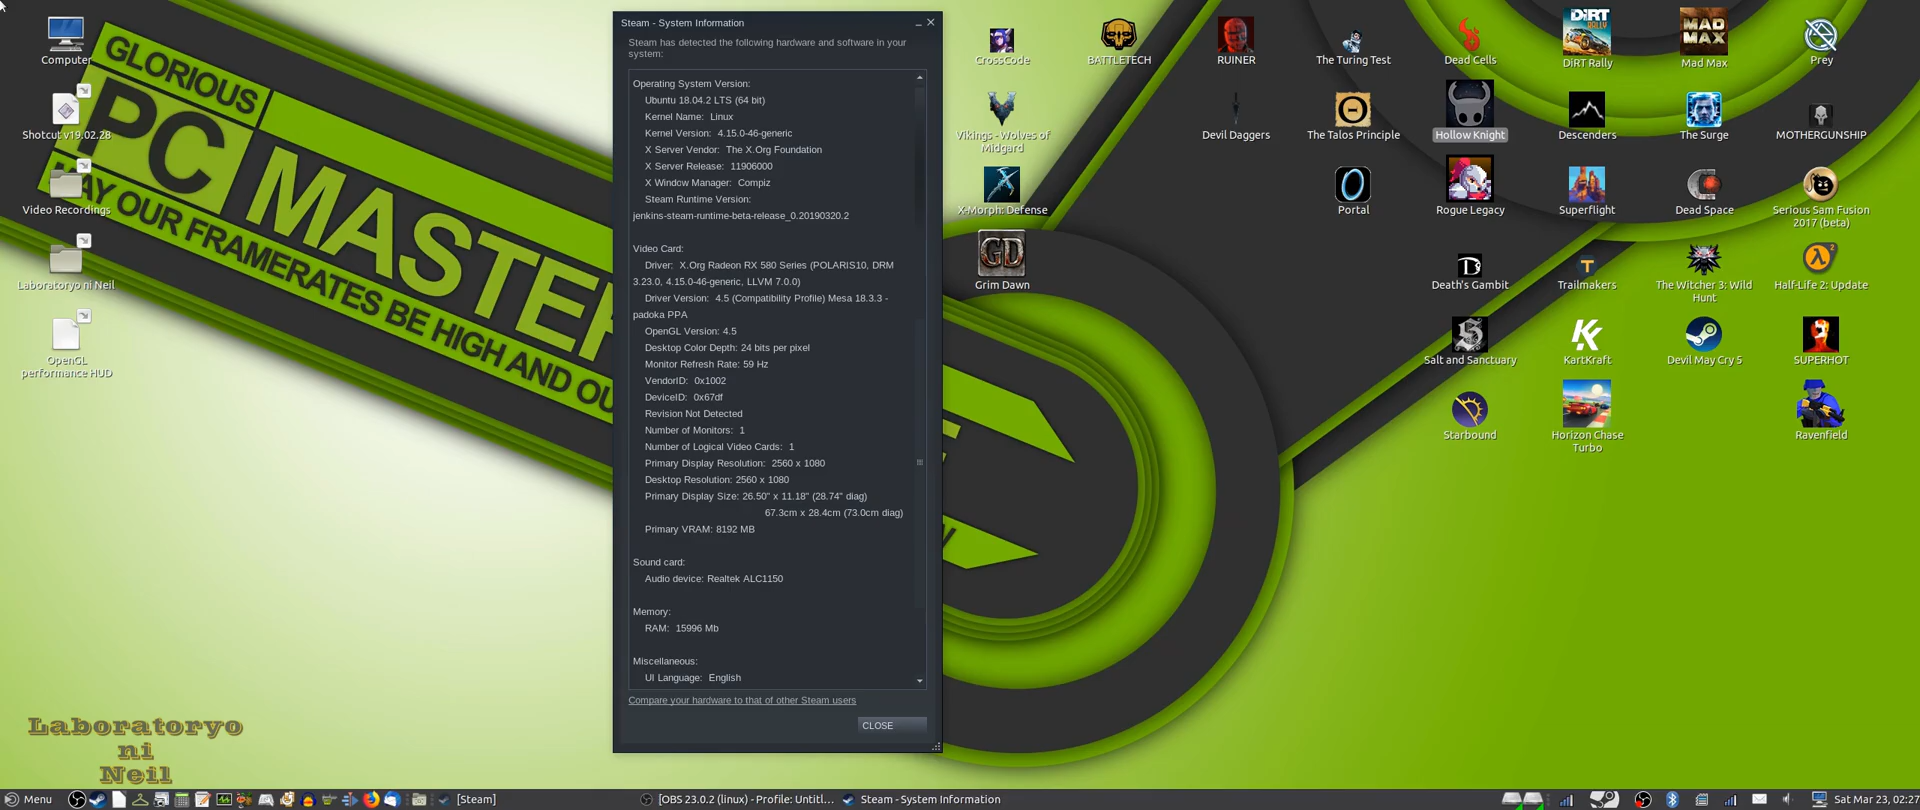 Computer
Shotcut v19.02.28
Video Recordings
Laboratoryo ni Neil
OpenGL
performance HUD
GLORIOUS
PC MASTER
MAY OUR FRAMERATES BE HIGH AND OU
Laboratoryo
ni
Neil
Steam - System Information
Steam has detected the following hardware and software in your
system:
Operating System Version:
Ubuntu 18.04.2 LTS (64 bit)
Kernel Name: Linux
Kernel Version: 4.15.0-46-generic
X Server Vendor: The X.Org Foundation
X Server Release: 11906000
X Window Manager: Compiz
Steam Runtime Version:
jenkins-steam-runtime-beta-release_0.20190320.2
Video Card:
Driver: X.Org Radeon RX 580 Series (POLARIS10, DRM
3.23.0, 4.15.0-46-generic, LLVM 7.0.0)
Driver Version: 4.5 (Compatibility Profile) Mesa 18.3.3 -
padoka PPA
OpenGL Version: 4.5
Desktop Color Depth: 24 bits per pixel
Monitor Refresh Rate: 59 Hz
VendorID: 0x1002
DeviceID: 0x67df
Revision Not Detected
Number of Monitors: 1
Number of Logical Video Cards: 1
Primary Display Resolution: 2560 x 1080
Desktop Resolution: 2560 x 1080
Primary Display Size: 26.50" x 11.18" (28.74" diag)
67.3cm x 28.4cm (73.0cm diag)
Primary VRAM: 8192 MB
Sound card:
Audio device: Realtek ALC1150
Memory:
RAM: 15996 Mb
Miscellaneous:
UI Language: English
Compare your hardware to that of other Steam users
CLOSE
CrossCode
BATTLETECH
RUINER
The Turing Test
Dead Cells
DiRT Rally
Mad Max
Prey
Vikings - Wolves of
Midgard
Devil Daggers
The Talos Principle
Hollow Knight
Descenders
The Surge
MOTHERGUNSHIP
X-Morph: Defense
Portal
Rogue Legacy
Superflight
Dead Space
Serious Sam Fusion
2017 (beta)
Grim Dawn
Death's Gambit
Trailmakers
The Witcher 3: Wild
Hunt
Half-Life 2: Update
Salt and Sanctuary
KartKraft
Devil May Cry 5
SUPERHOT
Starbound
Horizon Chase
Turbo
Ravenfield
Menu
[Steam]
[OBS 23.0.2 (linux) - Profile: Untitl...
Steam - System Information
Sat Mar 23, 02:27